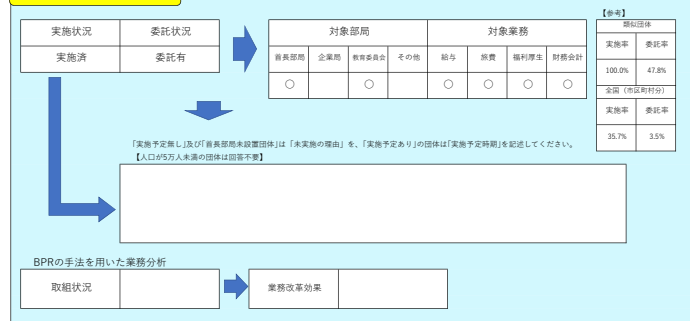 【参考】
実施状況 委託状況
実施済 委託有
対象部局 対象業務
首長部局 企業局 教育委員会 その他 給与 旅費 福利厚生 財務会計
○ ○ ○ ○ ○ ○
類似団体
実施率 委託率
100.0% 47.8%
全国（市区町村分）
実施率 委託率
35.7% 3.5%
「実施予定無し」及び「首長部局未設置団体」は「未実施の理由」を、「実施予定あり」の団体は「実施予定時期」を記述してください。
【人口が5万人未満の団体は回答不要】
BPRの手法を用いた業務分析
取組状況
業務改革効果